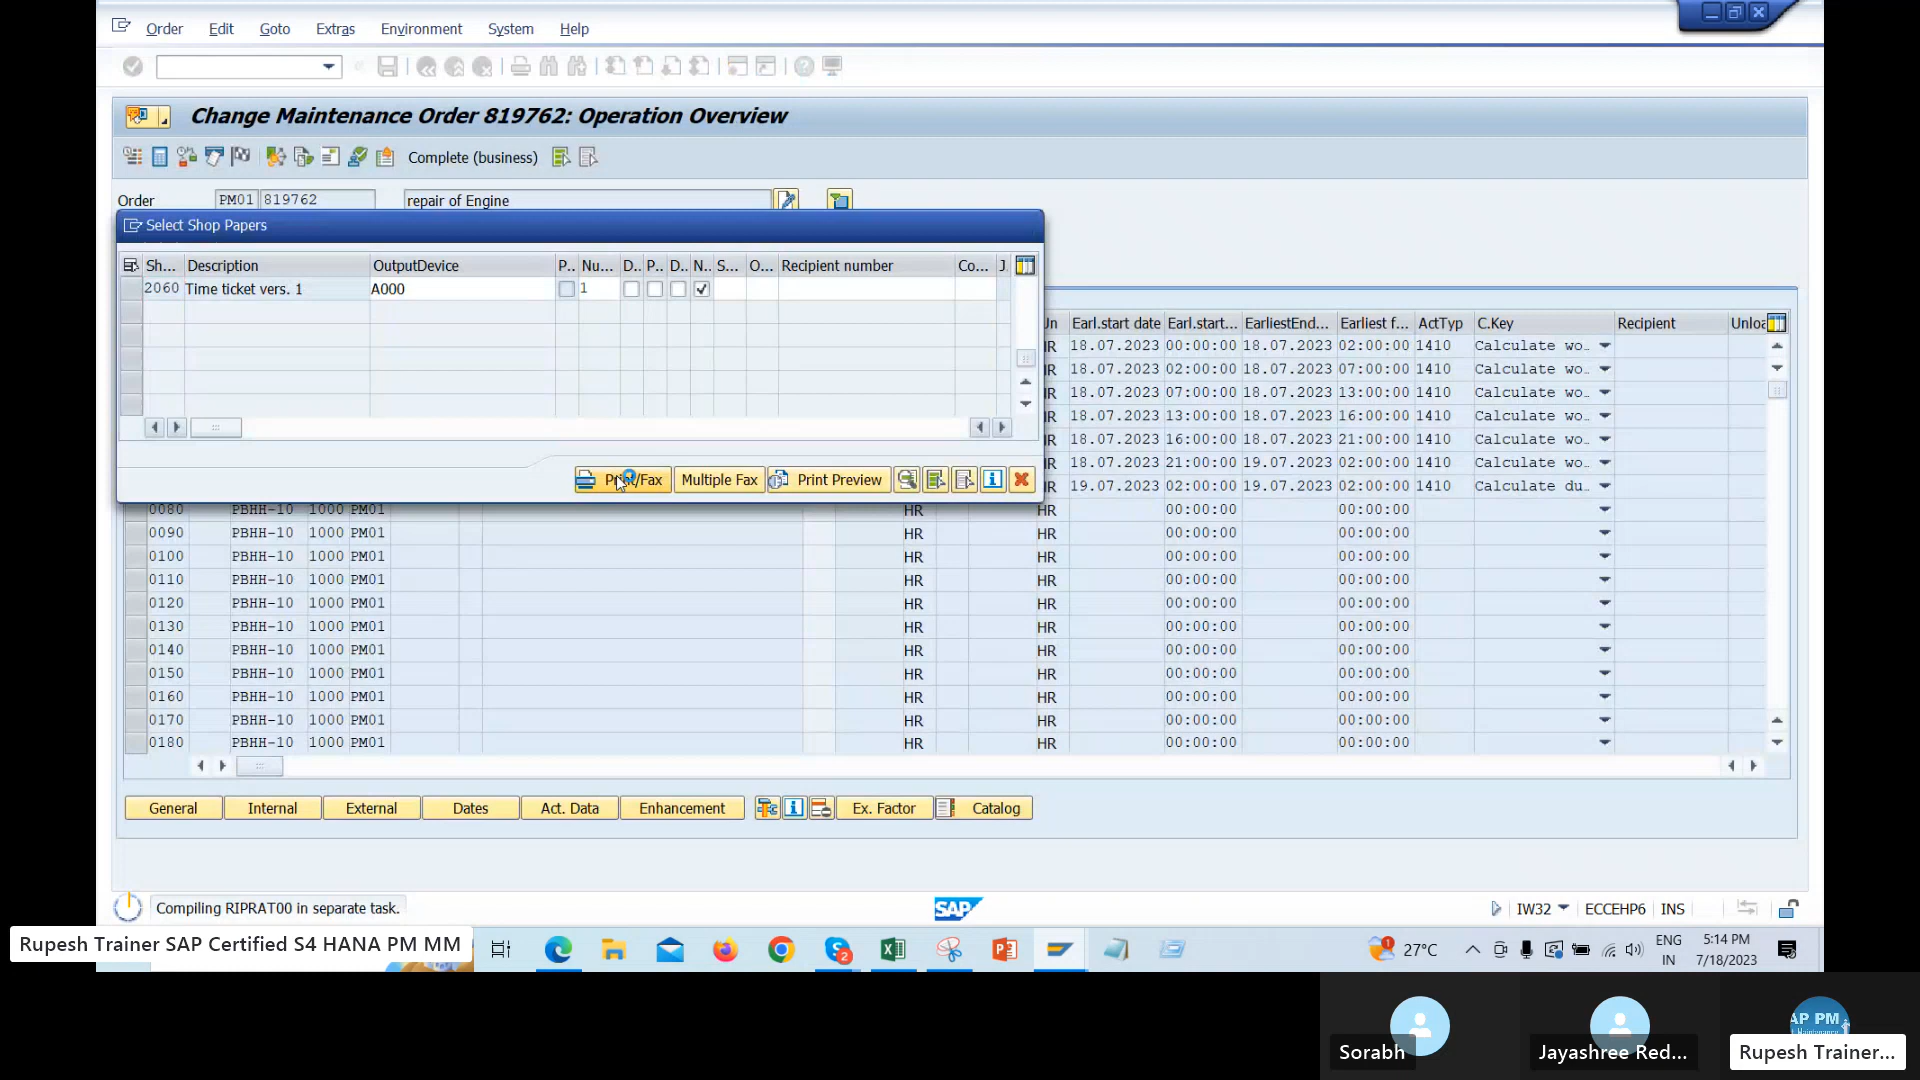 Order Edit Goto Extras Environment System Help
Change Maintenance Order 819762: Operation Overview
Complete (business)
Order PM01 819762 repair of Engine
Select Shop Papers
Sh... Description OutputDevice P.. Nu... D.. P.. D.. N.. S... O... Recipient number Co... J
2060 Time ticket vers. 1 A000 1
Print/Fax Multiple Fax Print Preview
Un Earl.start date Earl.start... EarliestEnd... Earliest f... ActTyp C.Key Recipient Unloa
HR 18.07.2023 00:00:00 18.07.2023 02:00:00 1410 Calculate wo..
HR 18.07.2023 02:00:00 18.07.2023 07:00:00 1410 Calculate wo..
HR 18.07.2023 07:00:00 18.07.2023 13:00:00 1410 Calculate wo..
HR 18.07.2023 13:00:00 18.07.2023 16:00:00 1410 Calculate wo..
HR 18.07.2023 16:00:00 18.07.2023 21:00:00 1410 Calculate wo..
HR 18.07.2023 21:00:00 19.07.2023 02:00:00 1410 Calculate wo..
HR 19.07.2023 02:00:00 19.07.2023 02:00:00 1410 Calculate du..
0080 PBHH-10 1000 PM01 HR HR 00:00:00 00:00:00
0090 PBHH-10 1000 PM01 HR HR 00:00:00 00:00:00
0100 PBHH-10 1000 PM01 HR HR 00:00:00 00:00:00
0110 PBHH-10 1000 PM01 HR HR 00:00:00 00:00:00
0120 PBHH-10 1000 PM01 HR HR 00:00:00 00:00:00
0130 PBHH-10 1000 PM01 HR HR 00:00:00 00:00:00
0140 PBHH-10 1000 PM01 HR HR 00:00:00 00:00:00
0150 PBHH-10 1000 PM01 HR HR 00:00:00 00:00:00
0160 PBHH-10 1000 PM01 HR HR 00:00:00 00:00:00
0170 PBHH-10 1000 PM01 HR HR 00:00:00 00:00:00
0180 PBHH-10 1000 PM01 HR HR 00:00:00 00:00:00
General Internal External Dates Act. Data Enhancement Ex. Factor Catalog
Compiling RIPRAT00 in separate task. SAP IW32 ECCEHP6 INS
Rupesh Trainer SAP Certified S4 HANA PM MM
2
1 27°C ENG IN 5:14 PM 7/18/2023
AP PM
Sorabh Jayashree Red... Rupesh Trainer...